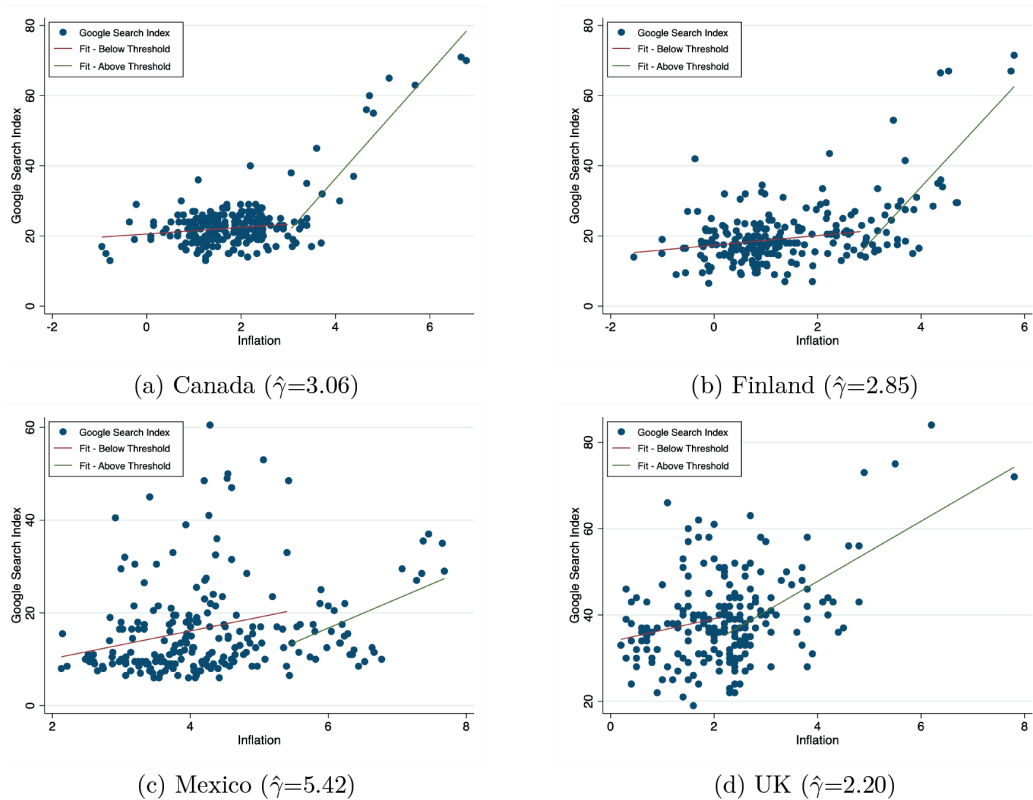 Google Search Index
80
60
40
20
0
Google Search Index
Fit - Below Threshold
Fit - Above Threshold
-2 0 2 4 6
Inflation
(a) Canada (γ̂=3.06)
Google Search Index
80
60
40
20
0
Google Search Index
Fit - Below Threshold
Fit - Above Threshold
-2 0 2 4 6
Inflation
(b) Finland (γ̂=2.85)
Google Search Index
60
40
20
0
Google Search Index
Fit - Below Threshold
Fit - Above Threshold
2 4 6 8
Inflation
(c) Mexico (γ̂=5.42)
Google Search Index
80
60
40
20
Google Search Index
Fit - Below Threshold
Fit - Above Threshold
0 2 4 6 8
Inflation
(d) UK (γ̂=2.20)